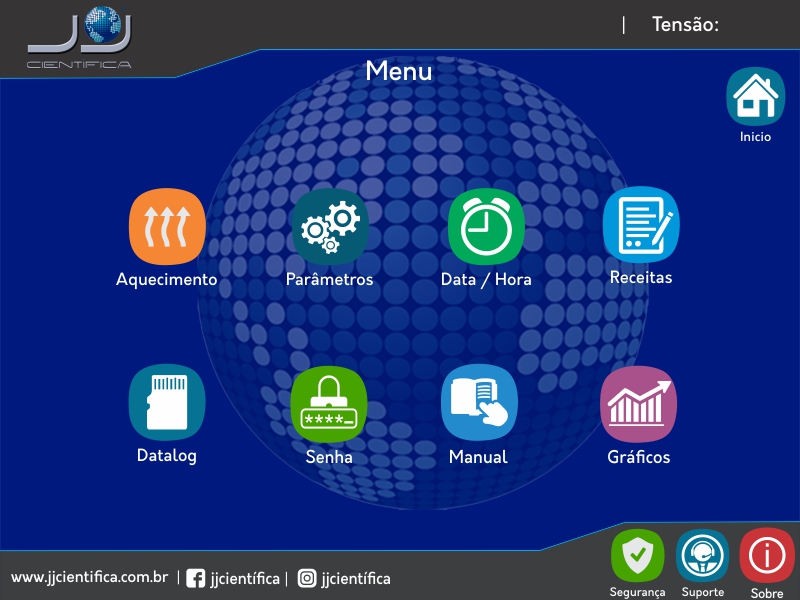 JJ
CIENTIFICA
| Tensão:
Menu
Inicio
Aquecimento
Parâmetros
Data / Hora
Receitas
****_
Datalog
Senha
Manual
Gráficos
www.jjcientífica.com.br | f jjcientífica | jjcientífica
Segurança
Suporte
Sobre